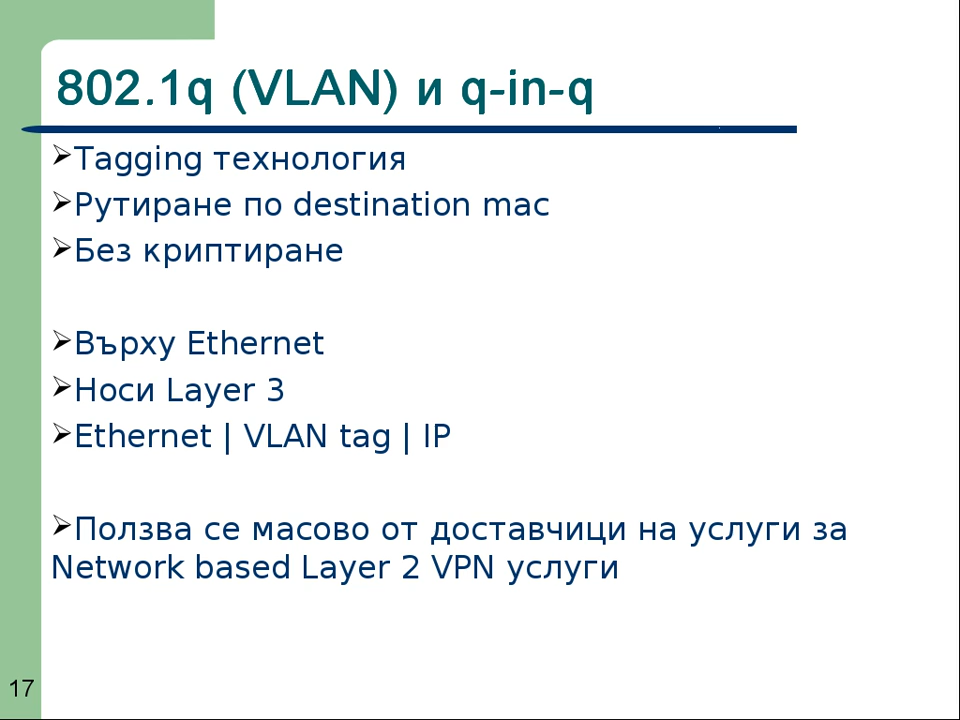 802.1q (VLAN) и q-in-q
Tagging технология
Рутиране по destination mac
Без криптиране
Върху Ethernet
Носи Layer 3
Ethernet | VLAN tag | IP
Ползва се масово от доставчици на услуги за
Network based Layer 2 VPN услуги
17